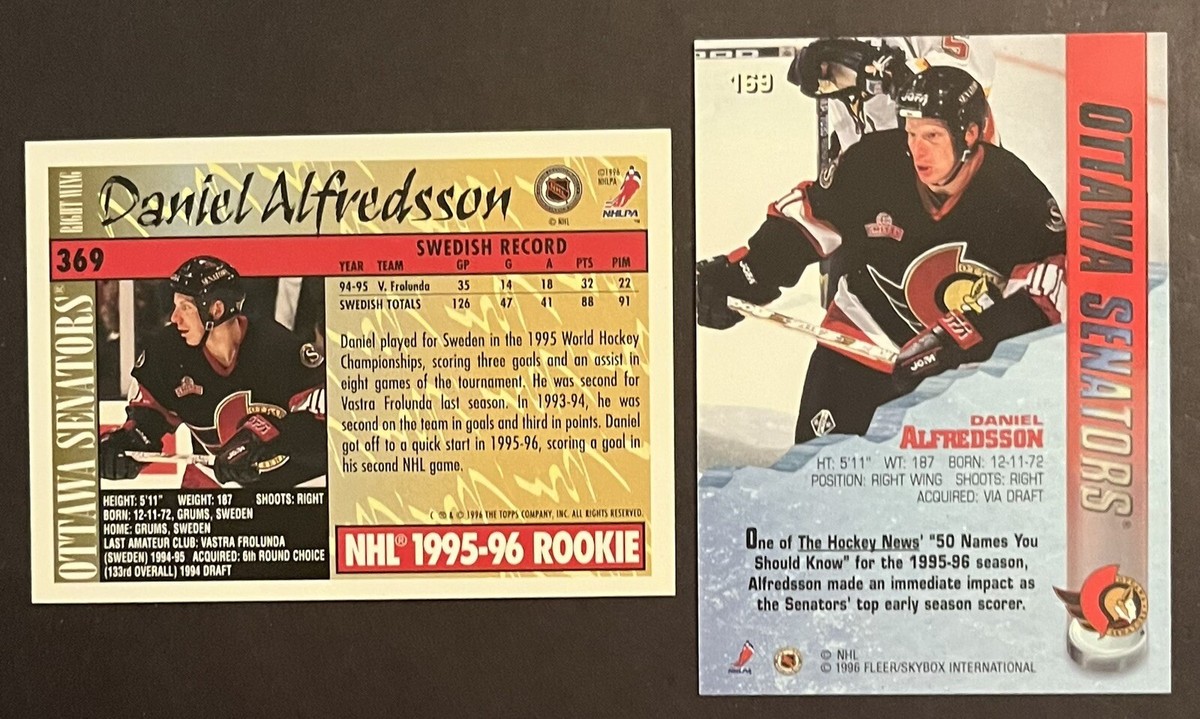 RIGHT WING
Daniel Alfredsson
© NHL
©1996
NHLPA
NHLPA
369
SWEDISH RECORD
YEAR TEAM GP G A PTS PIM
94-95 V. Frolunda 35 14 18 32 22
SWEDISH TOTALS 126 47 41 88 91
OTTAWA SENATORS®
Daniel played for Sweden in the 1995 World Hockey
Championships, scoring three goals and an assist in
eight games of the tournament. He was second for
Vastra Frolunda last season. In 1993-94, he was
second on the team in goals and third in points. Daniel
got off to a quick start in 1995-96, scoring a goal in
his second NHL game.
HEIGHT: 5'11" WEIGHT: 187 SHOOTS: RIGHT
BORN: 12-11-72, GRUMS, SWEDEN
HOME: GRUMS, SWEDEN
LAST AMATEUR CLUB: VASTRA FROLUNDA
(SWEDEN) 1994-95 ACQUIRED: 6th ROUND CHOICE
(133rd OVERALL) 1994 DRAFT
& © 1996 THE TOPPS COMPANY, INC. ALL RIGHTS RESERVED.
NHL® 1995-96 ROOKIE
169
JOFA
JOFA
OTTAWA SENATORS®
DANIEL
ALFREDSSON
HT: 5'11" WT: 187 BORN: 12-11-72
POSITION: RIGHT WING SHOOTS: RIGHT
ACQUIRED: VIA DRAFT
One of The Hockey News' "50 Names You
Should Know" for the 1995-96 season,
Alfredsson made an immediate impact as
the Senators' top early season scorer.
© NHL
© 1996 FLEER/SKYBOX INTERNATIONAL